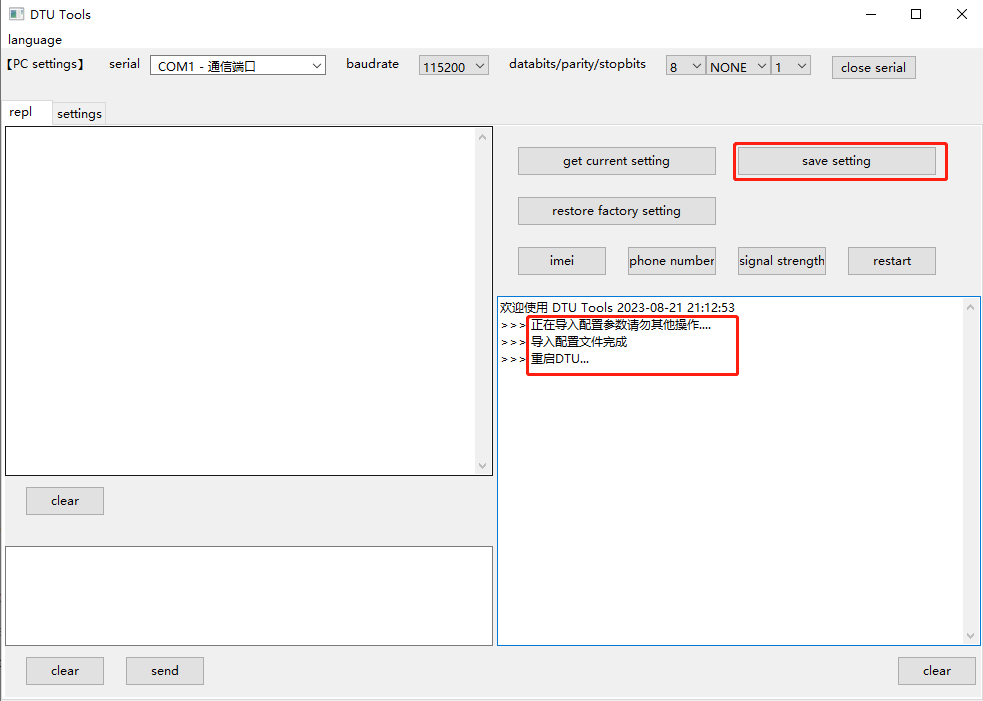 DTU Tools
language
【PC settings】 serial COM1 - 通信端口 baudrate 115200 databits/parity/stopbits 8 NONE 1 close serial
repl settings
get current setting save setting
restore factory setting
imei phone number signal strength restart
欢迎使用 DTU Tools 2023-08-21 21:12:53
>>> 正在导入配置参数请勿其他操作....
>>> 导入配置文件完成
>>> 重启DTU...
clear
clear send clear